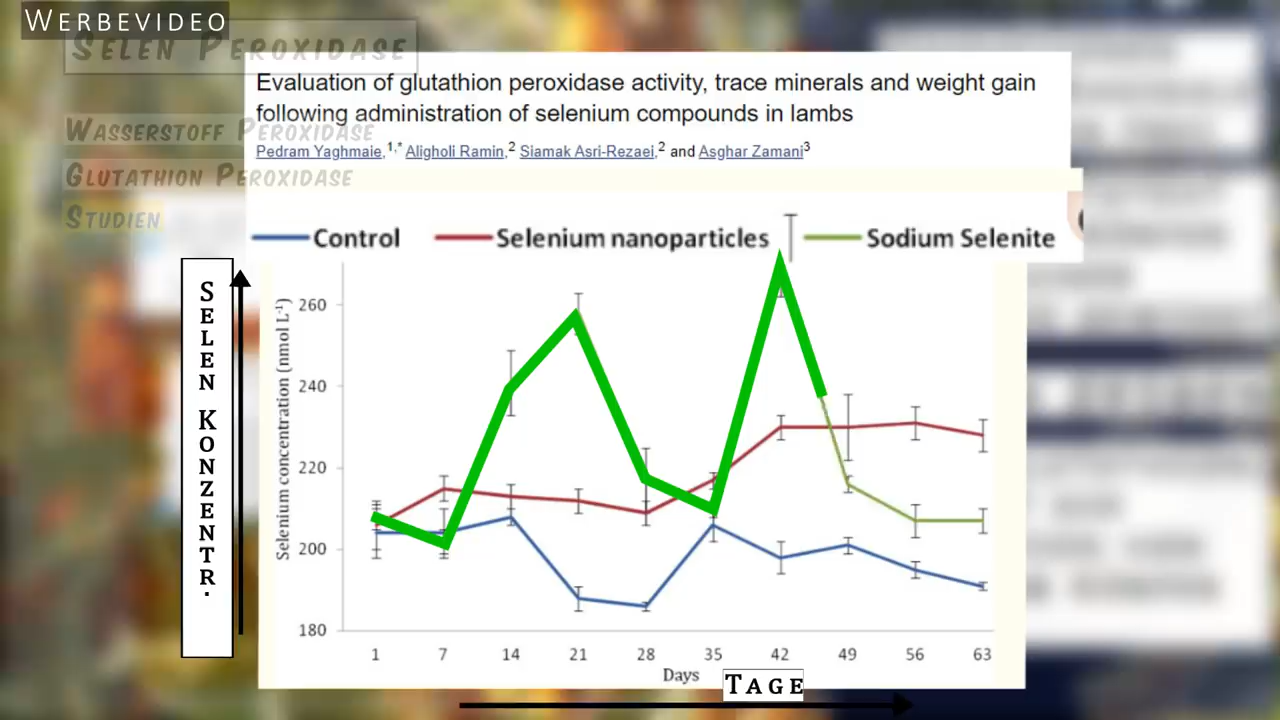 WERBEVIDEO
SELEN PEROXIDASE
Evaluation of glutathion peroxidase activity, trace minerals and weight gain
following administration of selenium compounds in lambs
WASSERSTOFF PEROXIDASE
Pedram Yaghmaie,1,* Aligholi Ramin,2 Siamak Asri-Rezaei,2 and Asghar Zamani3
GLUTATHION PEROXIDASE
STUDIEN
Control Selenium nanoparticles Sodium Selenite
SELEN KONZENTR.
Selenium concentration (nmol L-1)
260
240
220
200
180
1 7 14 21 28 35 42 49 56 63
Days
TAGE